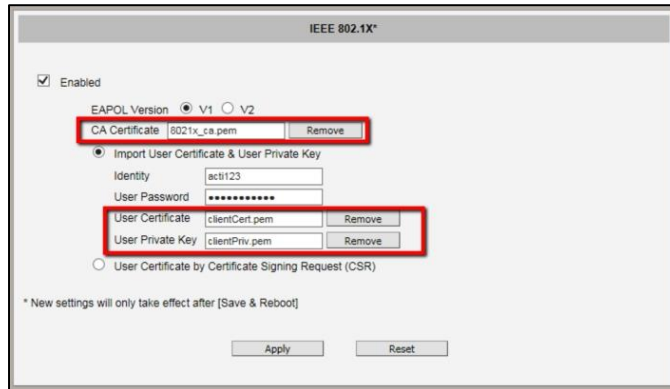 IEEE 802.1X*
Enabled
EAPOL Version V1 V2
CA Certificate 8021x_ca.pem Remove
Import User Certificate & User Private Key
Identity acti123
User Password •••••••••••
User Certificate clientCert.pem Remove
User Private Key clientPriv.pem Remove
User Certificate by Certificate Signing Request (CSR)
* New settings will only take effect after [Save & Reboot]
Apply Reset